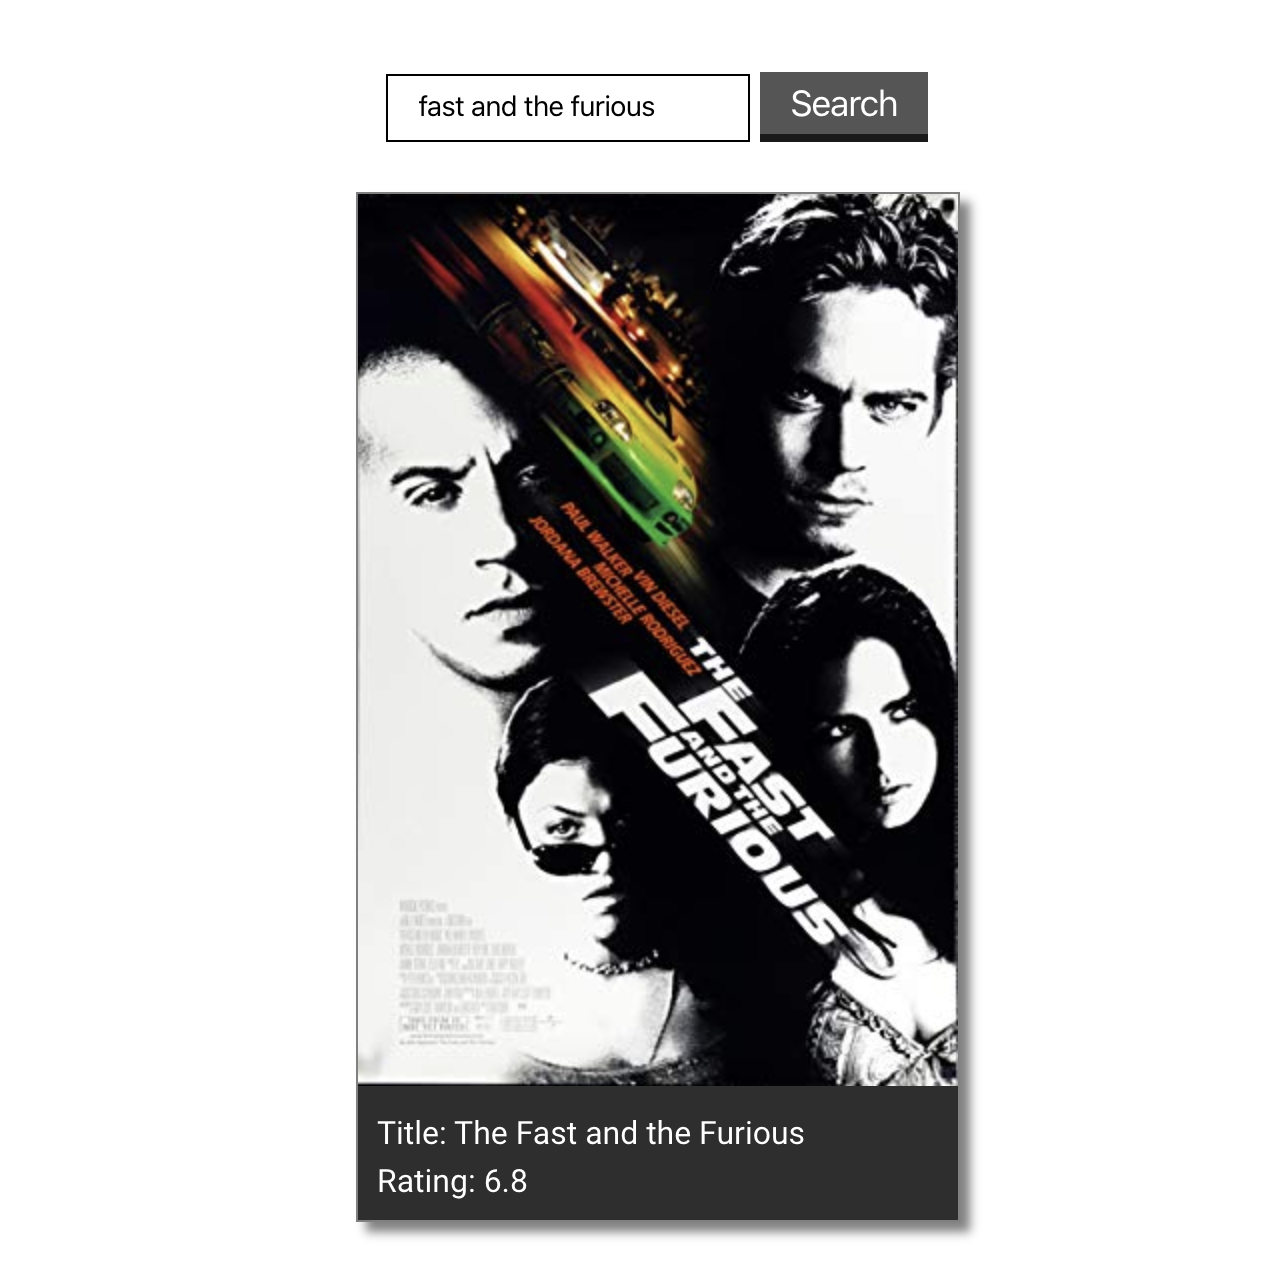 fast and the furious
Search
PAUL WALKER VIN DIESEL
MICHELLE RODRIGUEZ
JORDANA BREWSTER
THE
FAST
AND THE
FURIOUS
Title: The Fast and the Furious
Rating: 6.8